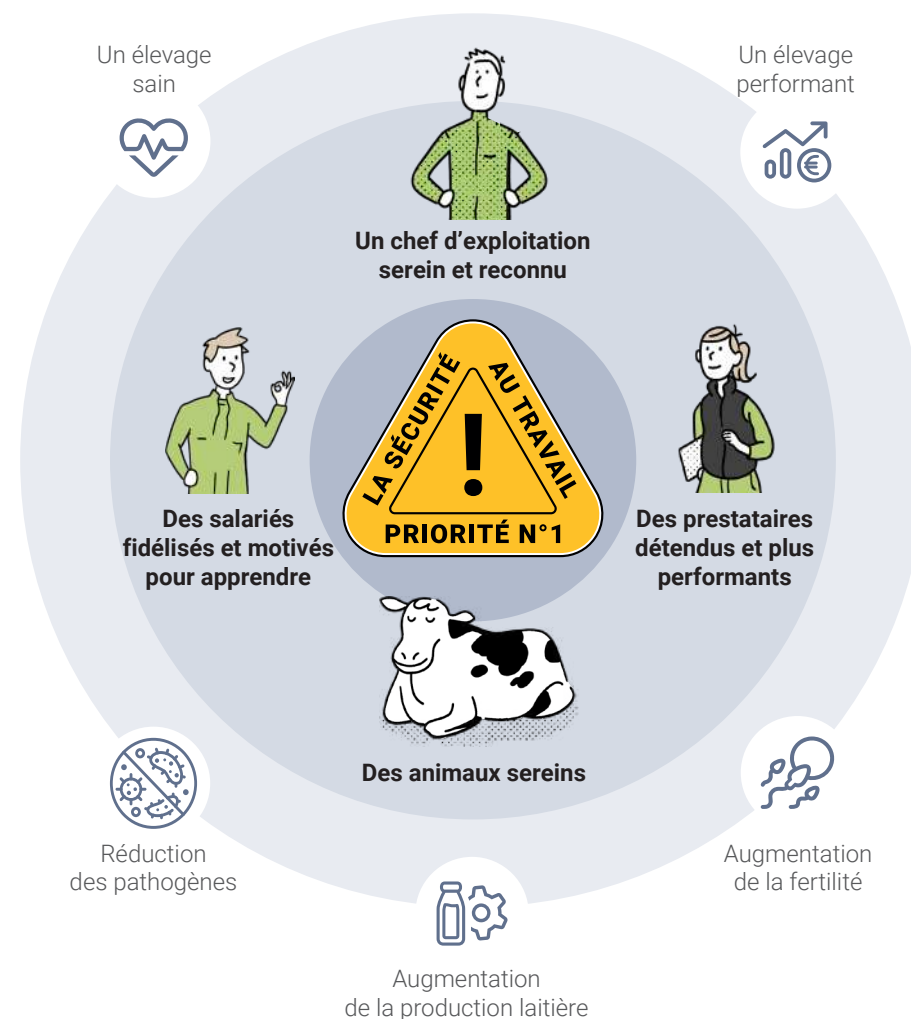 Un élevage
sain
Un élevage
performant
Un chef d’exploitation
serein et reconnu
LA SÉCURITÉ
AU TRAVAIL
!
PRIORITÉ N°1
Des salariés
fidélisés et motivés
pour apprendre
Des prestataires
détendus et plus
performants
Des animaux sereins
Réduction
des pathogènes
Augmentation
de la fertilité
Augmentation
de la production laitière